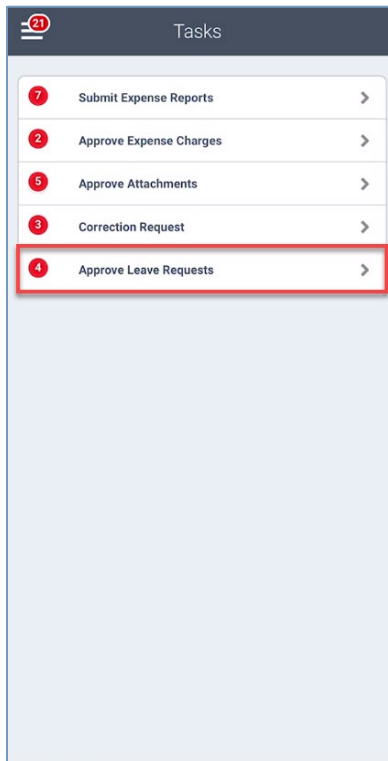 21
Tasks
7 Submit Expense Reports
2 Approve Expense Charges
5 Approve Attachments
3 Correction Request
4 Approve Leave Requests